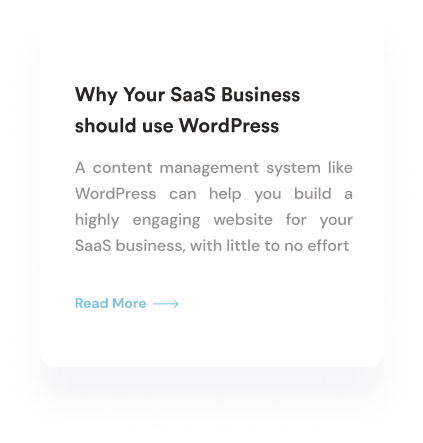 Why Your SaaS Business
should use WordPress
A content management system like
WordPress can help you build a
highly engaging website for your
SaaS business, with little to no effort
Read More